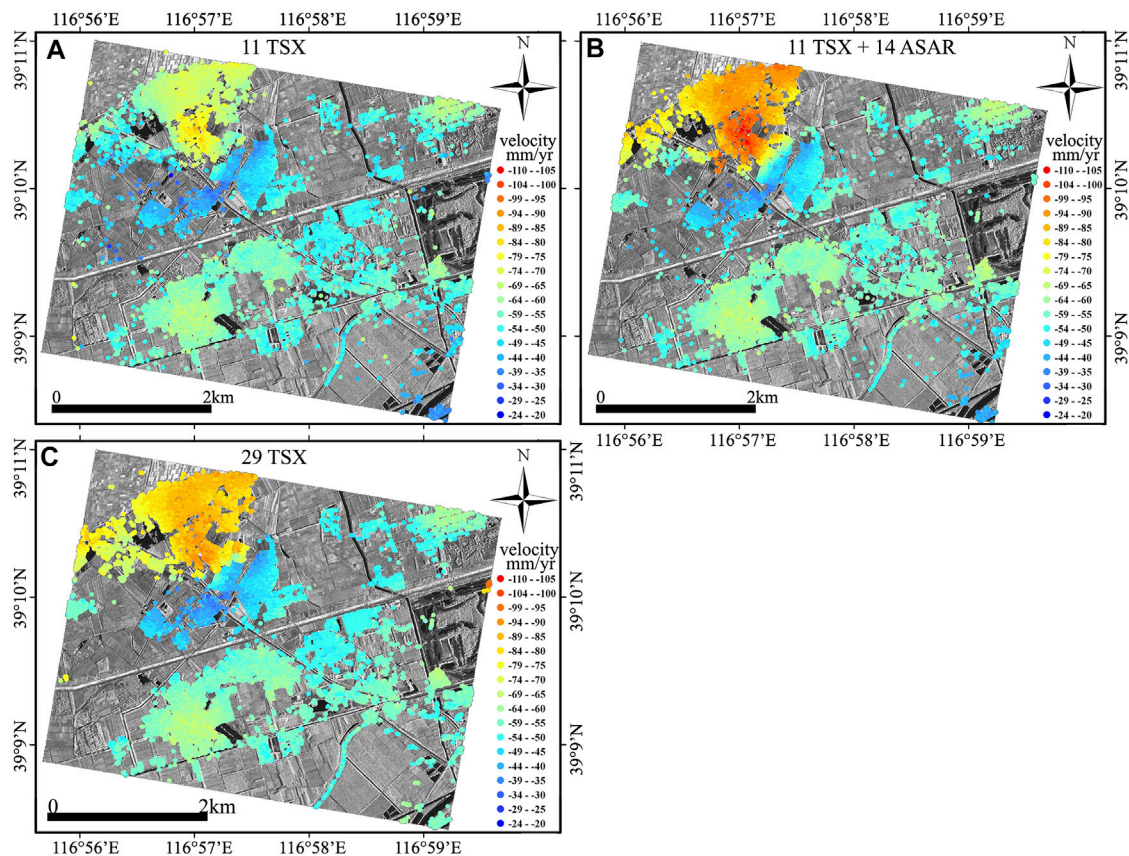 116°56'E 116°57'E 116°58'E 116°59'E 116°56'E 116°57'E 116°58'E 116°59'E
A
11 TSX
N
39°11'N
39°10'N
39°9'N
velocity
mm/yr
-110 - -105
-104 - -100
-99 - -95
-94 - -90
-89 - -85
-84 - -80
-79 - -75
-74 - -70
-69 - -65
-64 - -60
-59 - -55
-54 - -50
-49 - -45
-44 - -40
-39 - -35
-34 - -30
-29 - -25
-24 - -20
0 2km
B
11 TSX + 14 ASAR
N
39°11'N
39°10'N
39°9'N
velocity
mm/yr
-110 - -105
-104 - -100
-99 - -95
-94 - -90
-89 - -85
-84 - -80
-79 - -75
-74 - -70
-69 - -65
-64 - -60
-59 - -55
-54 - -50
-49 - -45
-44 - -40
-39 - -35
-34 - -30
-29 - -25
-24 - -20
0 2km
116°56'E 116°57'E 116°58'E 116°59'E
C
29 TSX
N
39°11'N
39°10'N
39°9'N
39°11'N
39°10'N
39°9'N
velocity
mm/yr
-110 - -105
-104 - -100
-99 - -95
-94 - -90
-89 - -85
-84 - -80
-79 - -75
-74 - -70
-69 - -65
-64 - -60
-59 - -55
-54 - -50
-49 - -45
-44 - -40
-39 - -35
-34 - -30
-29 - -25
-24 - -20
0 2km
116°56'E 116°57'E 116°58'E 116°59'E